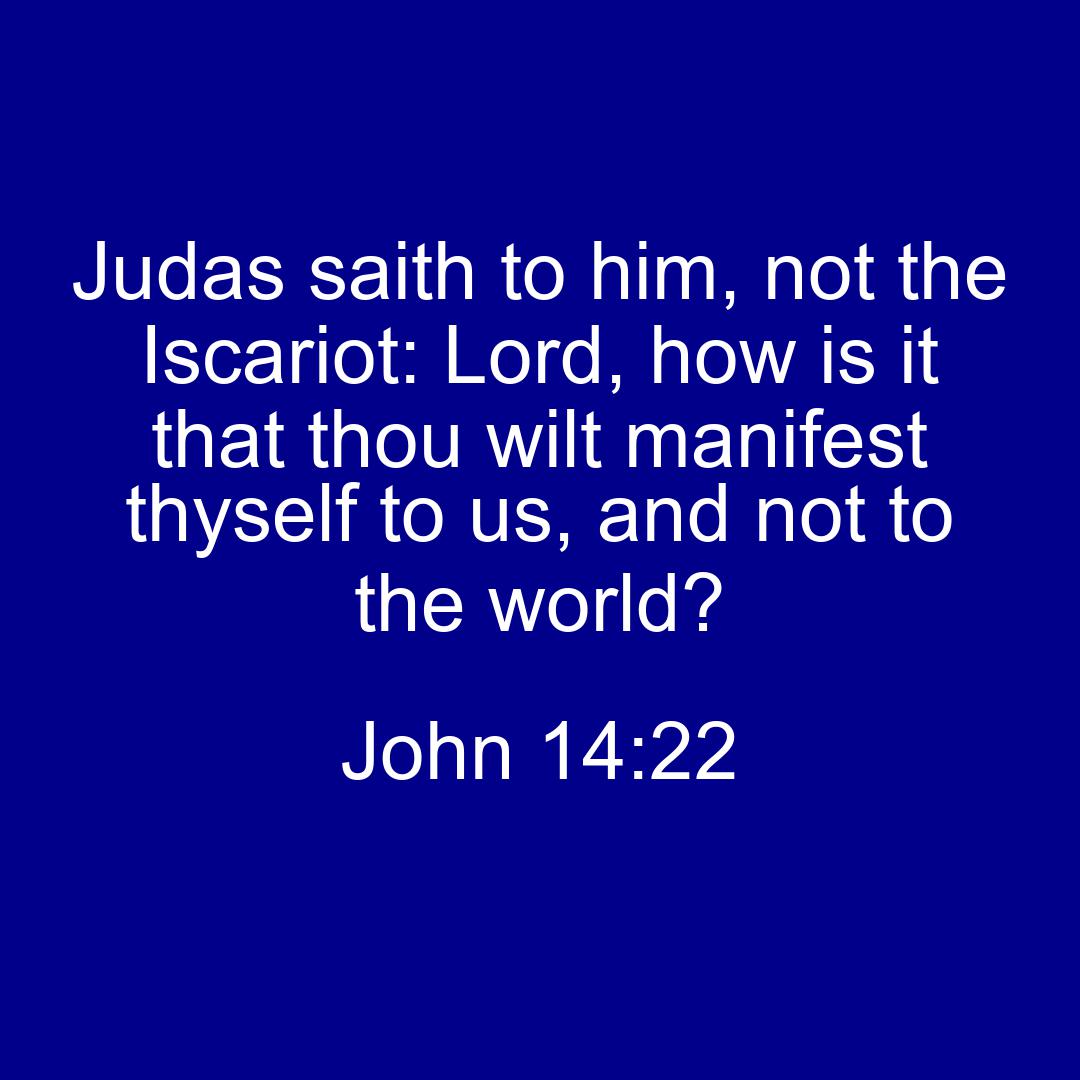 Judas saith to him, not the
Iscariot: Lord, how is it
that thou wilt manifest
thyself to us, and not to
the world?
John 14:22